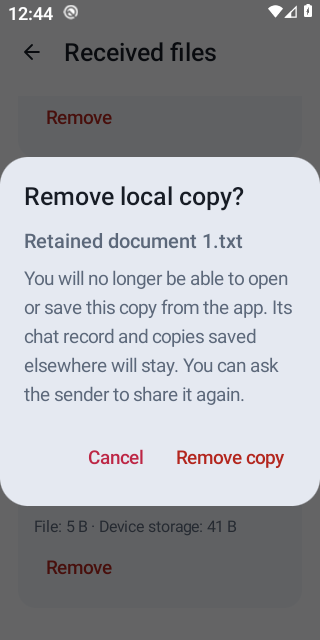 12:44
Received files
Remove
Remove local copy?
Retained document 1.txt
You will no longer be able to open
or save this copy from the app. Its
chat record and copies saved
elsewhere will stay. You can ask
the sender to share it again.
Cancel
Remove copy
File: 5 B · Device storage: 41 B
Remove